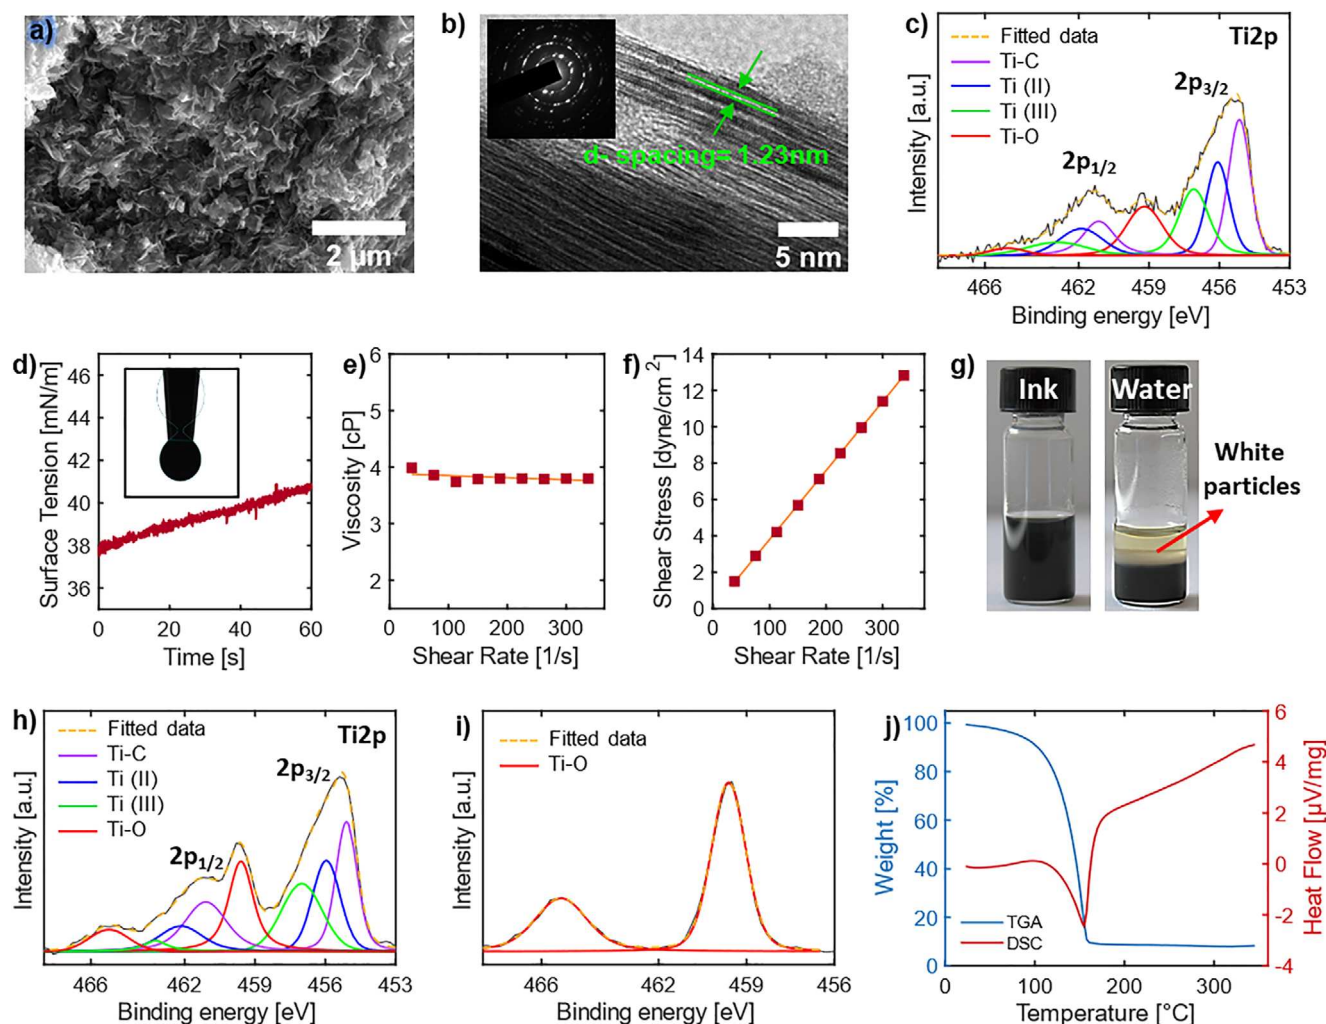 a)
2 µm
b)
d- spacing= 1.23nm
5 nm
c)
Fitted data
Ti-C
Ti (II)
Ti (III)
Ti-O
Ti2p
2p3/2
2p1/2
Intensity [a.u.]
466 462 459 456 453
Binding energy [eV]
d)
Surface Tension [mN/m]
46
44
42
40
38
36
0 20 40 60
Time [s]
e)
Viscosity [cP]
6
5
4
3
2
0 100 200 300
Shear Rate [1/s]
f)
Shear Stress [dyne/cm2]
14
12
10
8
6
4
2
0
0 100 200 300
Shear Rate [1/s]
g)
Ink
Water
White
particles
h)
Fitted data
Ti-C
Ti (II)
Ti (III)
Ti-O
Ti2p
2p3/2
2p1/2
Intensity [a.u.]
466 462 459 456 453
Binding energy [eV]
i)
Fitted data
Ti-O
Intensity [a.u.]
466 462 459 456
Binding energy [eV]
j)
Weight [%]
100
80
60
40
20
0
TGA
DSC
0 100 200 300
Temperature [°C]
6
4
2
0
-2
-4
Heat Flow [µV/mg]